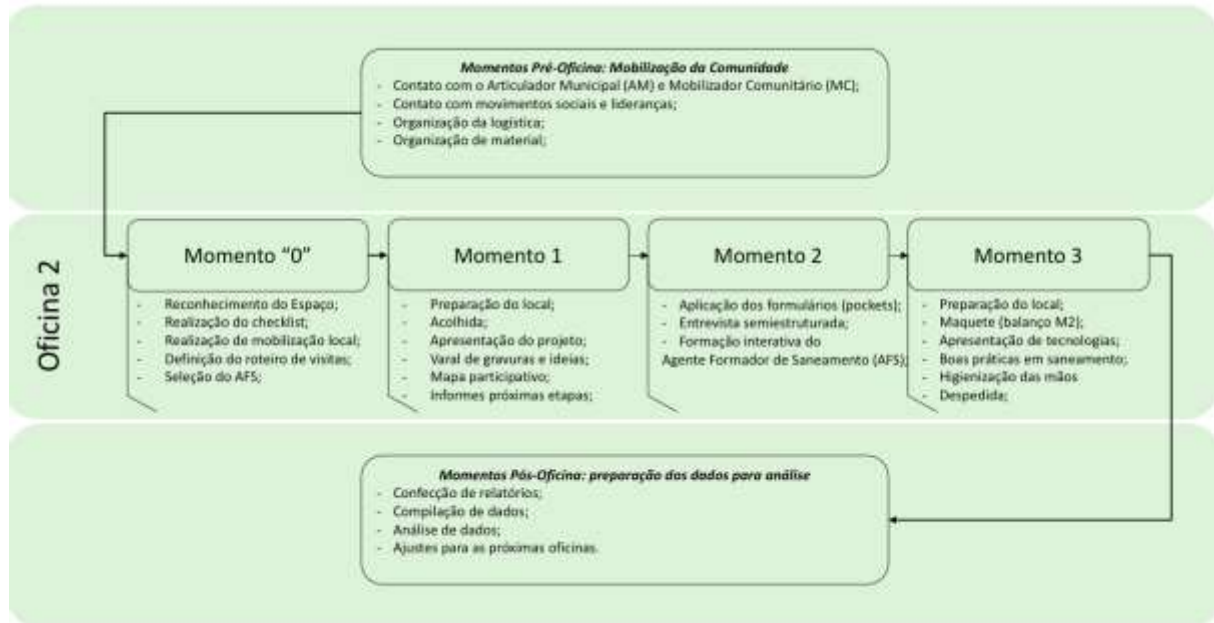 Momentos Pré-Oficina: Mobilização da Comunidade
- Contato com o Articulador Municipal (AM) e Mobilizador Comunitário (MC);
- Contato com movimentos sociais e lideranças;
- Organização da logística;
- Organização de material;
Oficina 2
Momento "0"
- Reconhecimento do Espaço;
- Realização do checklist;
- Realização de mobilização local;
- Definição do roteiro de visitas;
- Seleção do AFS;
Momento 1
- Preparação do local;
- Acolhida;
- Apresentação do projeto;
- Varal de gravuras e ideias;
- Mapa participativo;
- Informes próximas etapas;
Momento 2
- Aplicação dos formulários (pockets);
- Entrevista semiestruturada;
- Formação interativa do
Agente Formador de Saneamento (AFS);
Momento 3
- Preparação do local;
- Maquete (balanço M2);
- Apresentação de tecnologias;
- Boas práticas em saneamento;
- Higienização das mãos
- Despedida;
Momentos Pós-Oficina: preparação dos dados para análise
- Confecção de relatórios;
- Compilação de dados;
- Análise de dados;
- Ajustes para as próximas oficinas.